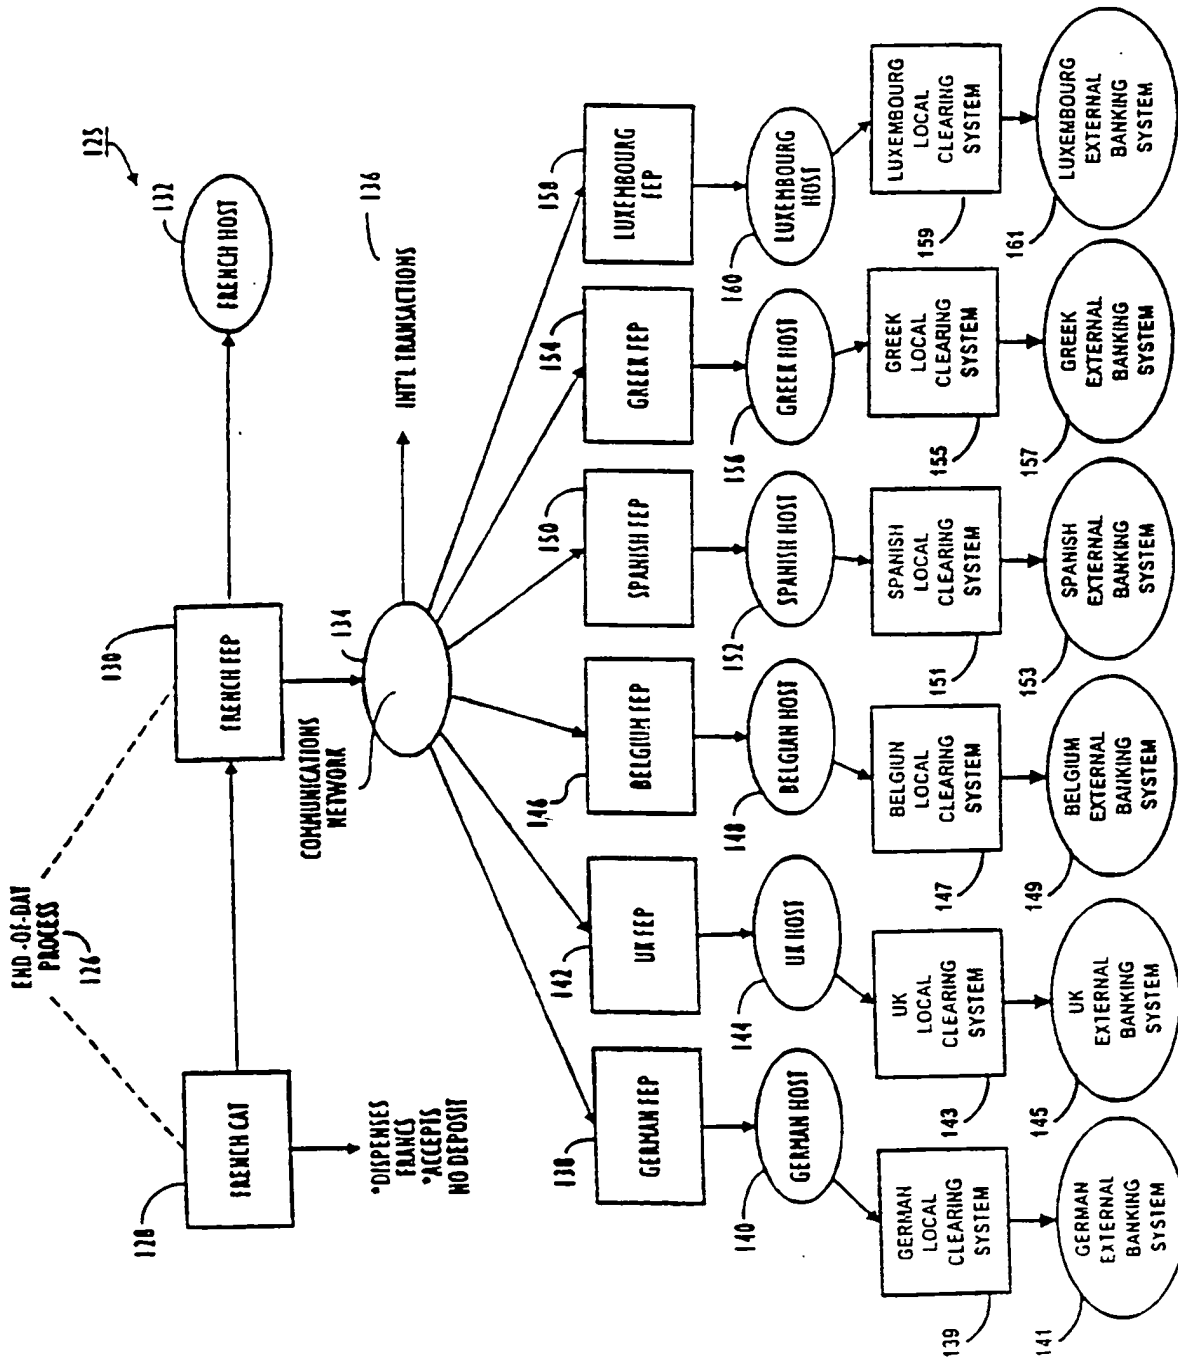 125
END-OF-DAY
PROCESS
126
128
FRENCH CAT
*DISPENSES
FRANCS
*ACCEPTS
NO DEPOSIT
130
FRENCH FEP
132
FRENCH HOST
COMMUNICATIONS
NETWORK
134
INT'L TRANSACTIONS
136
138
GERMAN FEP
142
UK FEP
146
BELGIUM FEP
150
SPANISH FEP
154
GREEK FEP
158
LUXEMBOURG
FEP
140
GERMAN HOST
144
UK HOST
148
BELGIAN HOST
152
SPANISH HOST
156
GREEK HOST
160
LUXEMBOURG
HOST
139
GERMAN
LOCAL
CLEARING
SYSTEM
143
UK
LOCAL
CLEARING
SYSTEM
147
BELGIUN
LOCAL
CLEARING
SYSTEM
151
SPANISH
LOCAL
CLEARING
SYSTEM
155
GREEK
LOCAL
CLEARING
SYSTEM
159
LUXEMBOURG
LOCAL
CLEARING
SYSTEM
141
GERMAN
EXTERNAL
BANKING
SYSTEM
145
UK
EXTERNAL
BANKING
SYSTEM
149
BELGIUM
EXTERNAL
BANKING
SYSTEM
153
SPANISH
EXTERNAL
BANKING
SYSTEM
157
GREEK
EXTERNAL
BANKING
SYSTEM
161
LUXEMBOURG
EXTERNAL
BANKING
SYSTEM